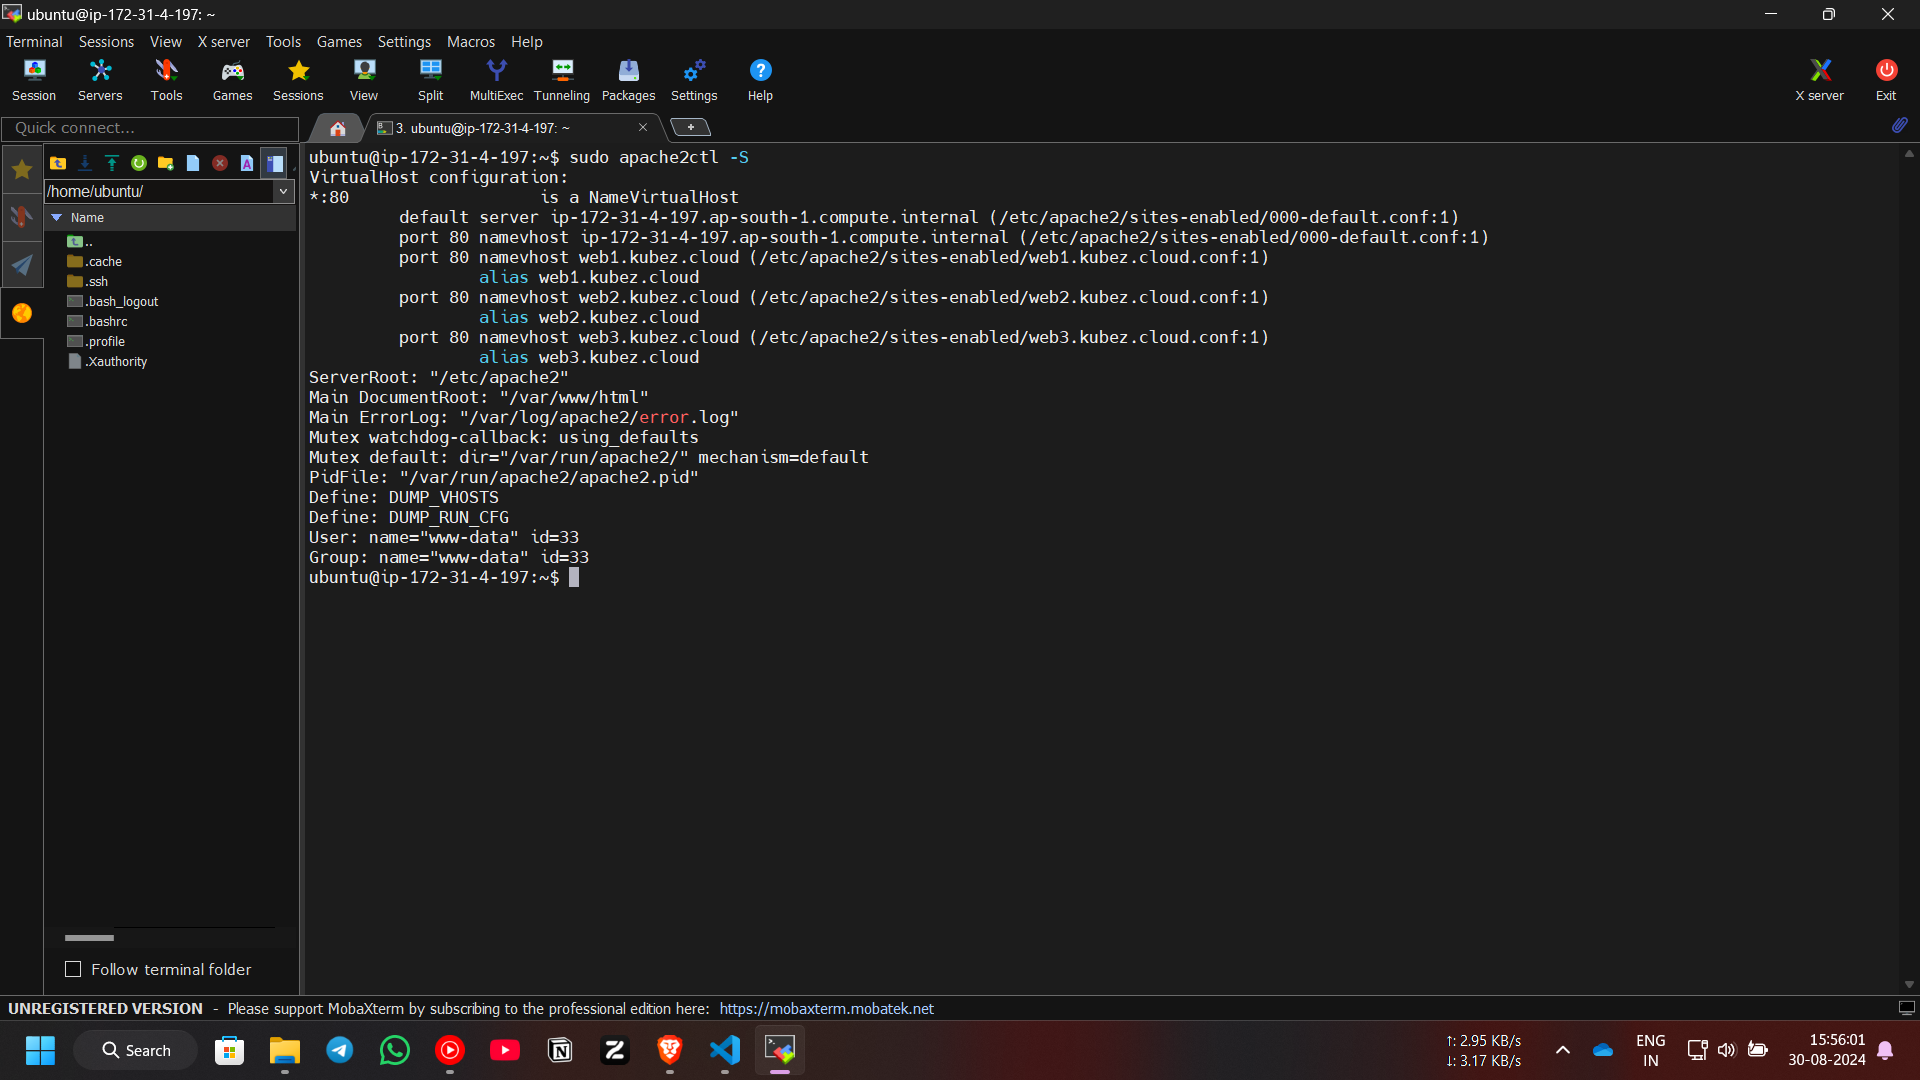 ubuntu@ip-172-31-4-197: ~
Terminal Sessions View X server Tools Games Settings Macros Help
Session Servers Tools Games Sessions View Split MultiExec Tunneling Packages Settings Help X server Exit
Quick connect...
3. ubuntu@ip-172-31-4-197: ~
/home/ubuntu/
Name
..
.cache
.ssh
.bash_logout
.bashrc
.profile
.Xauthority
Follow terminal folder
ubuntu@ip-172-31-4-197:~$ sudo apache2ctl -S
VirtualHost configuration:
*:80                   is a NameVirtualHost
         default server ip-172-31-4-197.ap-south-1.compute.internal (/etc/apache2/sites-enabled/000-default.conf:1)
         port 80 namevhost ip-172-31-4-197.ap-south-1.compute.internal (/etc/apache2/sites-enabled/000-default.conf:1)
         port 80 namevhost web1.kubez.cloud (/etc/apache2/sites-enabled/web1.kubez.cloud.conf:1)
                 alias web1.kubez.cloud
         port 80 namevhost web2.kubez.cloud (/etc/apache2/sites-enabled/web2.kubez.cloud.conf:1)
                 alias web2.kubez.cloud
         port 80 namevhost web3.kubez.cloud (/etc/apache2/sites-enabled/web3.kubez.cloud.conf:1)
                 alias web3.kubez.cloud
ServerRoot: "/etc/apache2"
Main DocumentRoot: "/var/www/html"
Main ErrorLog: "/var/log/apache2/error.log"
Mutex watchdog-callback: using_defaults
Mutex default: dir="/var/run/apache2/" mechanism=default
PidFile: "/var/run/apache2/apache2.pid"
Define: DUMP_VHOSTS
Define: DUMP_RUN_CFG
User: name="www-data" id=33
Group: name="www-data" id=33
ubuntu@ip-172-31-4-197:~$
UNREGISTERED VERSION - Please support MobaXterm by subscribing to the professional edition here: https://mobaxterm.mobatek.net
Search
↑: 2.95 KB/s
↓: 3.17 KB/s
ENG
IN
15:56:01
30-08-2024